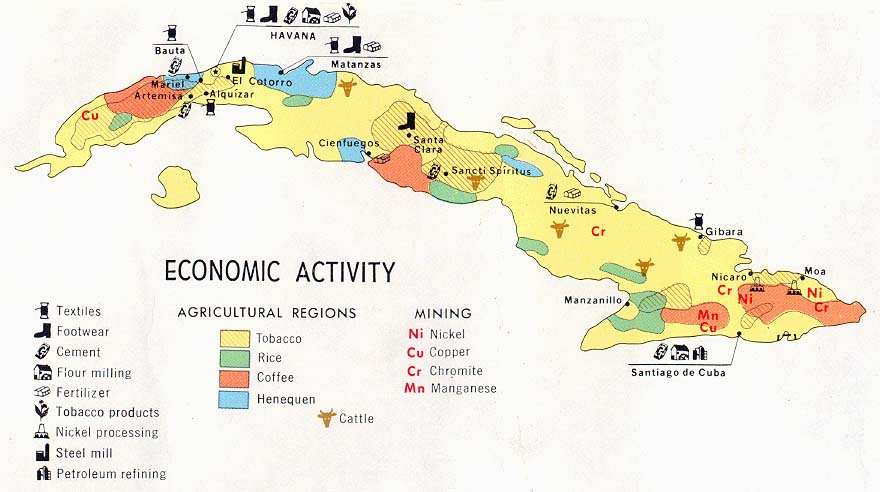 HAVANA
Bauta
Matanzas
Mariel
El Cotorro
Artemisa
Alquizar
Cu
Cienfuegos
Santa
Clara
Sancti Spiritus
Nuevitas
Cr
Gibara
Nicaro
Moa
Cr
Ni
Ni
Cr
Manzanillo
Mn
Cu
Santiago de Cuba
ECONOMIC ACTIVITY
Textiles
Footwear
Cement
Flour milling
Fertilizer
Tobacco products
Nickel processing
Steel mill
Petroleum refining
AGRICULTURAL REGIONS
Tobacco
Rice
Coffee
Henequen
Cattle
MINING
Ni Nickel
Cu Copper
Cr Chromite
Mn Manganese